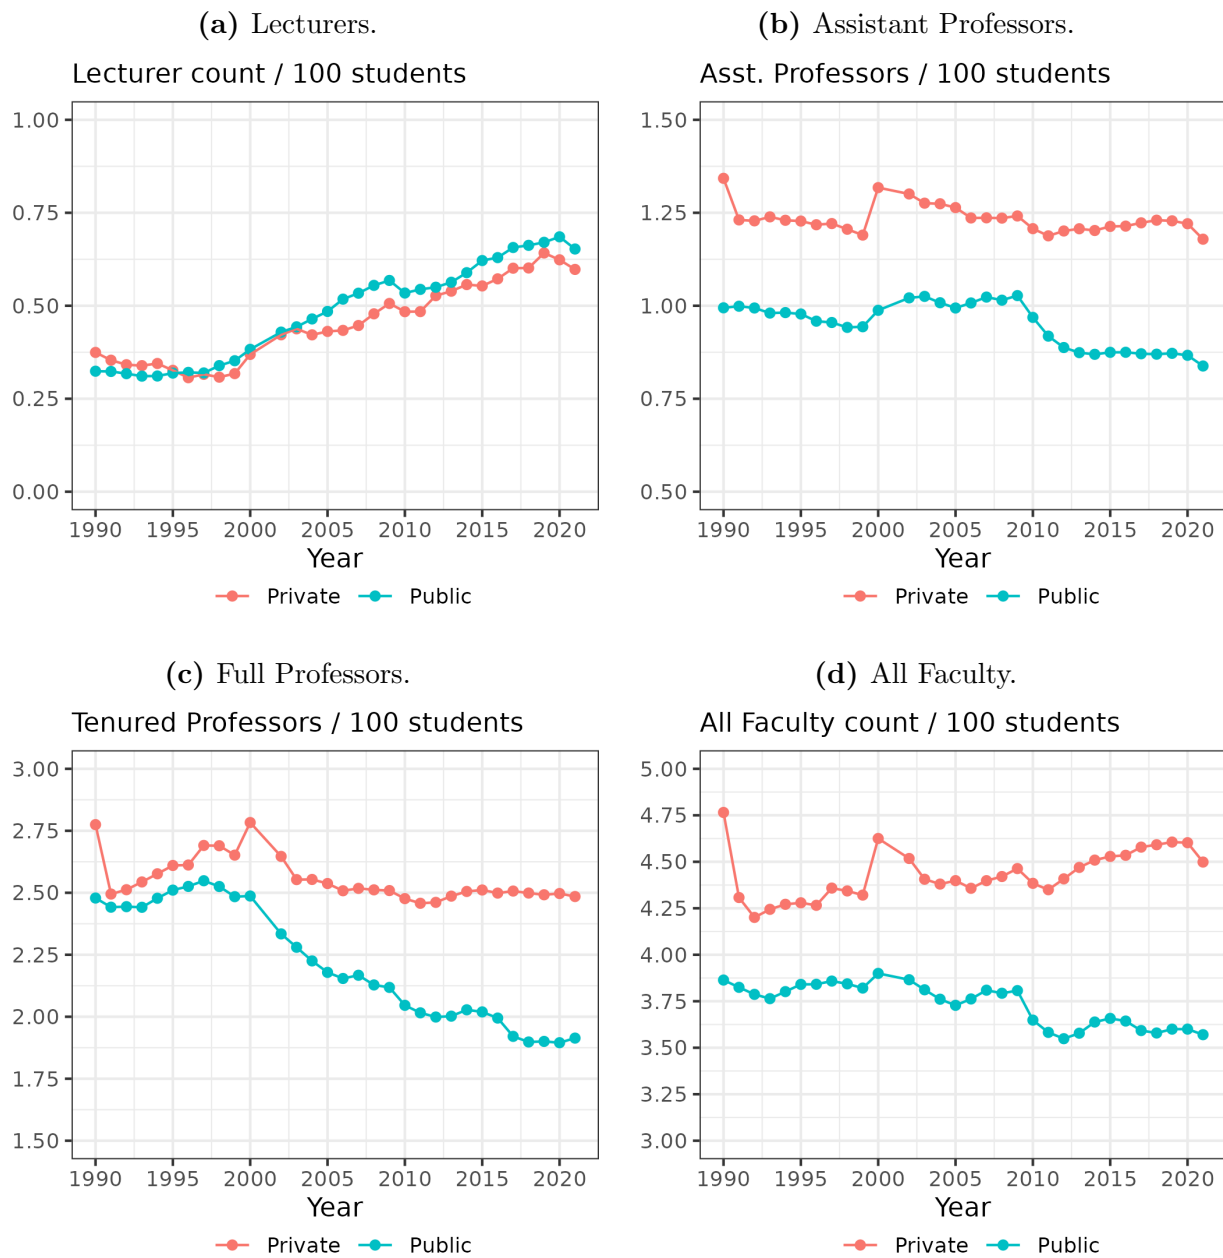 (a) Lecturers.
Lecturer count / 100 students
1.00
0.75
0.50
0.25
0.00
1990 1995 2000 2005 2010 2015 2020
Year
Private Public
(b) Assistant Professors.
Asst. Professors / 100 students
1.50
1.25
1.00
0.75
0.50
1990 1995 2000 2005 2010 2015 2020
Year
Private Public
(c) Full Professors.
Tenured Professors / 100 students
3.00
2.75
2.50
2.25
2.00
1.75
1.50
1990 1995 2000 2005 2010 2015 2020
Year
Private Public
(d) All Faculty.
All Faculty count / 100 students
5.00
4.75
4.50
4.25
4.00
3.75
3.50
3.25
3.00
1990 1995 2000 2005 2010 2015 2020
Year
Private Public